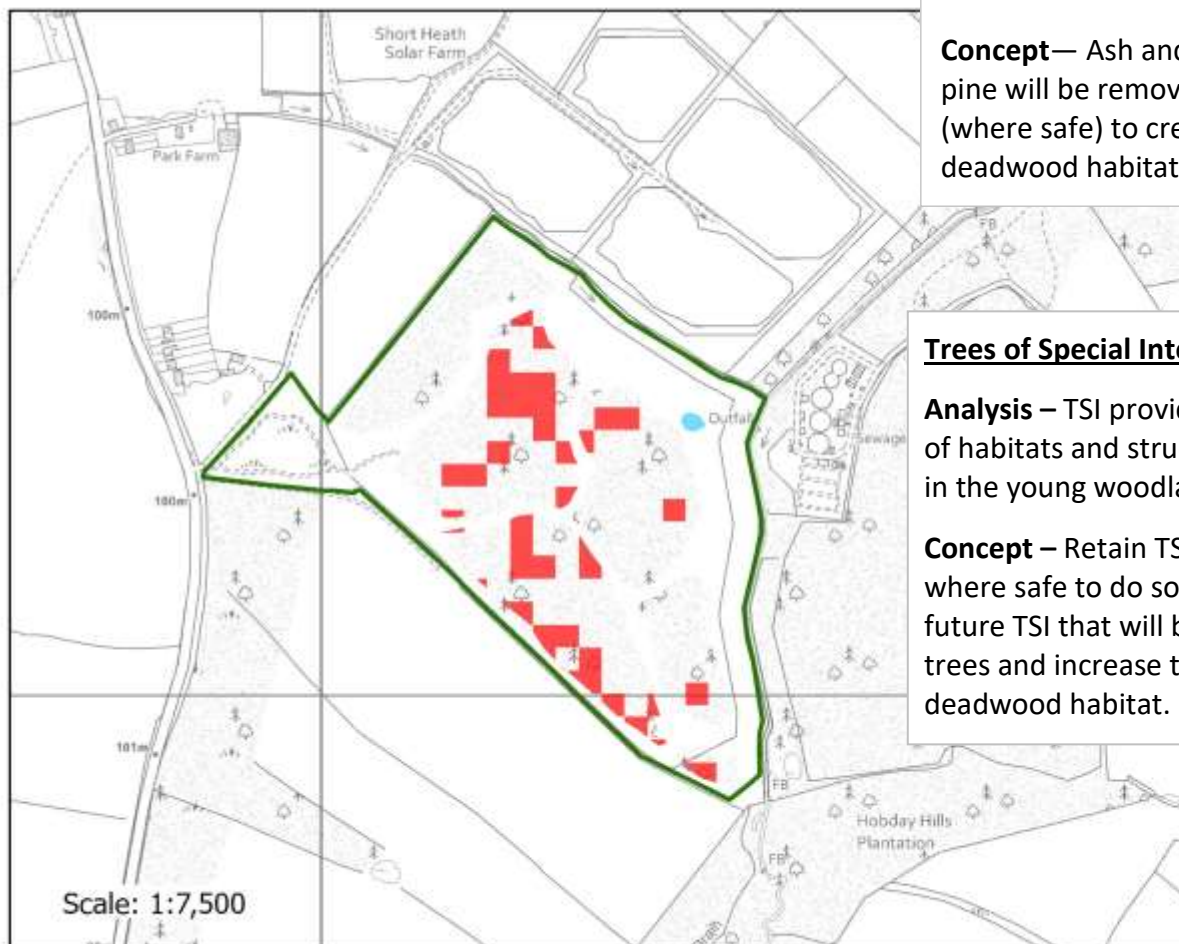 Short Heath
Solar Farm
Park Farm
100m
100m
101m
Outfall
Sewage
FB
FB
FB
Hobday Hills
Plantation
Drain
Scale: 1:7,500
Concept— Ash and
pine will be remov
(where safe) to cre
deadwood habitat
Trees of Special Inte
Analysis – TSI provid
of habitats and stru
in the young woodla
Concept – Retain TS
where safe to do so
future TSI that will b
trees and increase t
deadwood habitat.